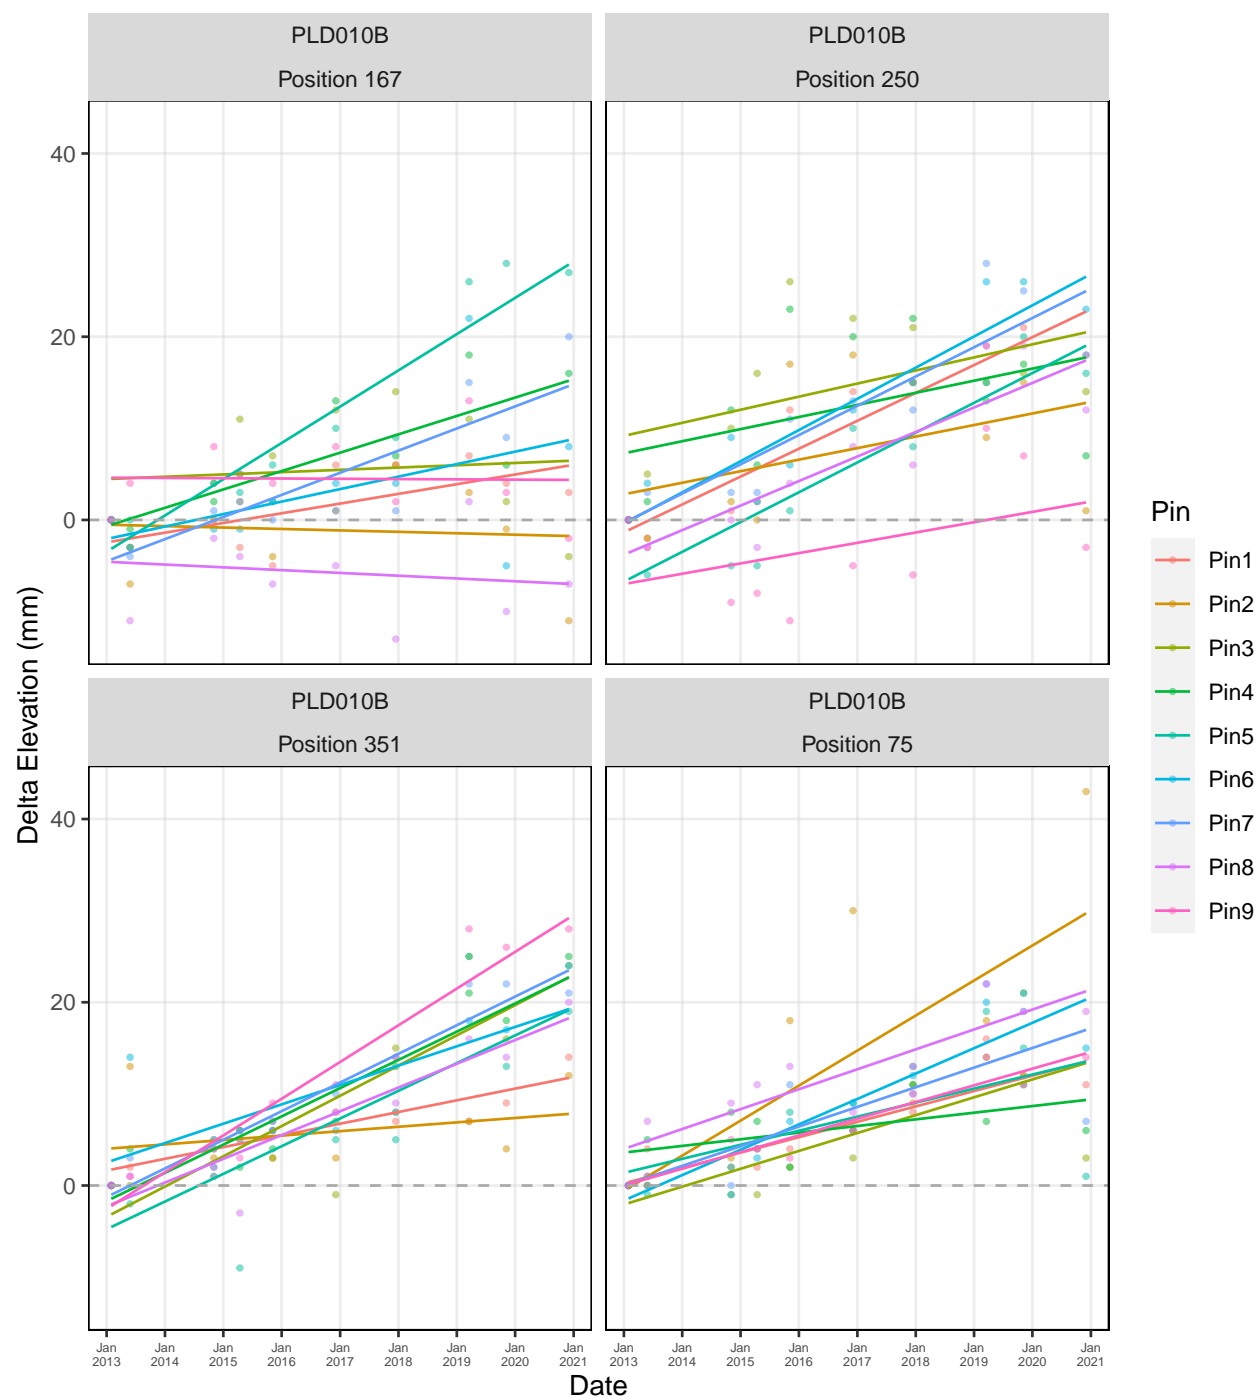 PLD010B
PLD010B
Position 167
Position 250
40
20
0
PLD010B
PLD010B
Position 351
Position 75
40
20
0
Delta Elevation (mm)
Jan 2013
Jan 2014
Jan 2015
Jan 2016
Jan 2017
Jan 2018
Jan 2019
Jan 2020
Jan 2021
Jan 2013
Jan 2014
Jan 2015
Jan 2016
Jan 2017
Jan 2018
Jan 2019
Jan 2020
Jan 2021
Date
Pin
Pin1
Pin2
Pin3
Pin4
Pin5
Pin6
Pin7
Pin8
Pin9